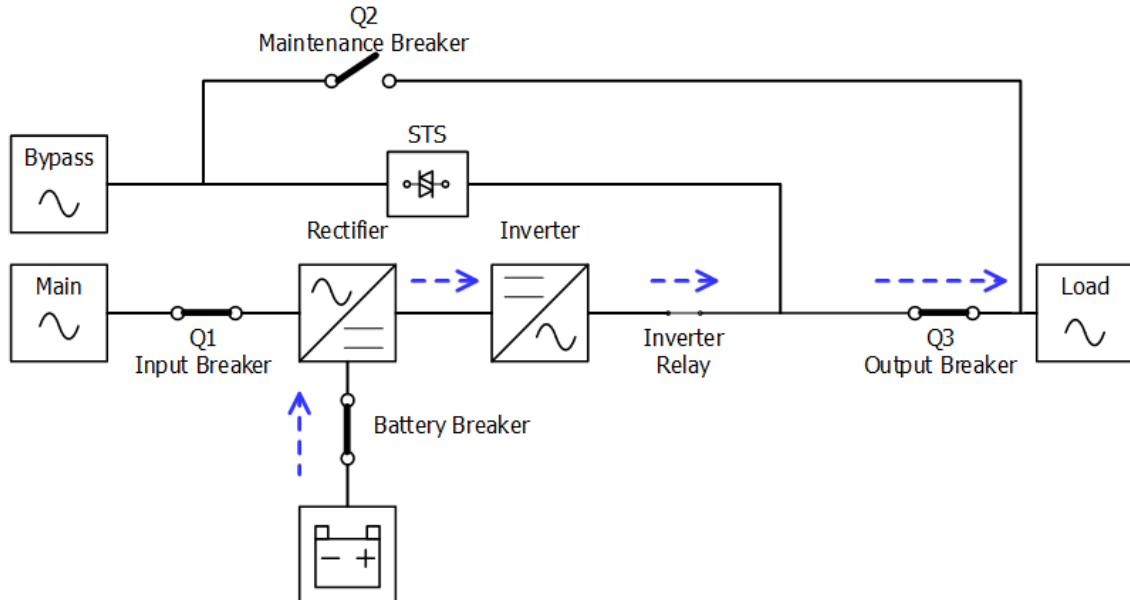 Q2
Maintenance Breaker
STS
Bypass
Rectifier
Inverter
Main
Load
Q1
Input Breaker
Inverter
Relay
Q3
Output Breaker
Battery Breaker